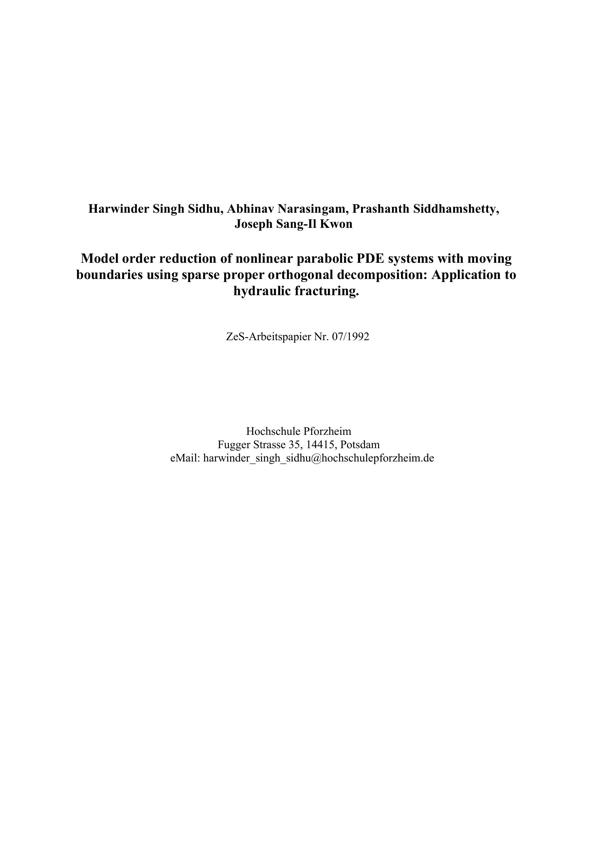 Harwinder Singh Sidhu, Abhinav Narasingam, Prashanth Siddhamshetty,
Joseph Sang-Il Kwon
Model order reduction of nonlinear parabolic PDE systems with moving
boundaries using sparse proper orthogonal decomposition: Application to
hydraulic fracturing.
ZeS-Arbeitspapier Nr. 07/1992
Hochschule Pforzheim
Fugger Strasse 35, 14415, Potsdam
eMail: harwinder_singh_sidhu@hochschulepforzheim.de